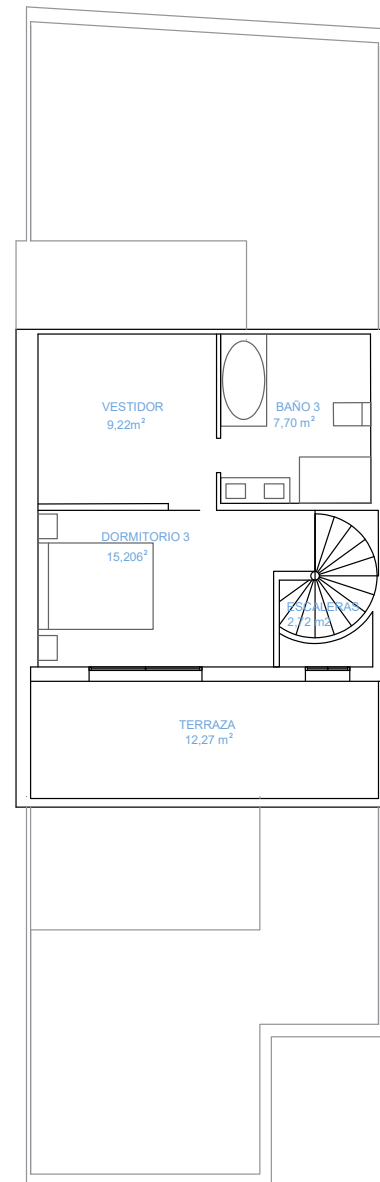 VESTIDOR
9,22m²
BAÑO 3
7,70 m²
DORMITORIO 3
15,206²
ESCALERAS
2,72 m2
TERRAZA
12,27 m²